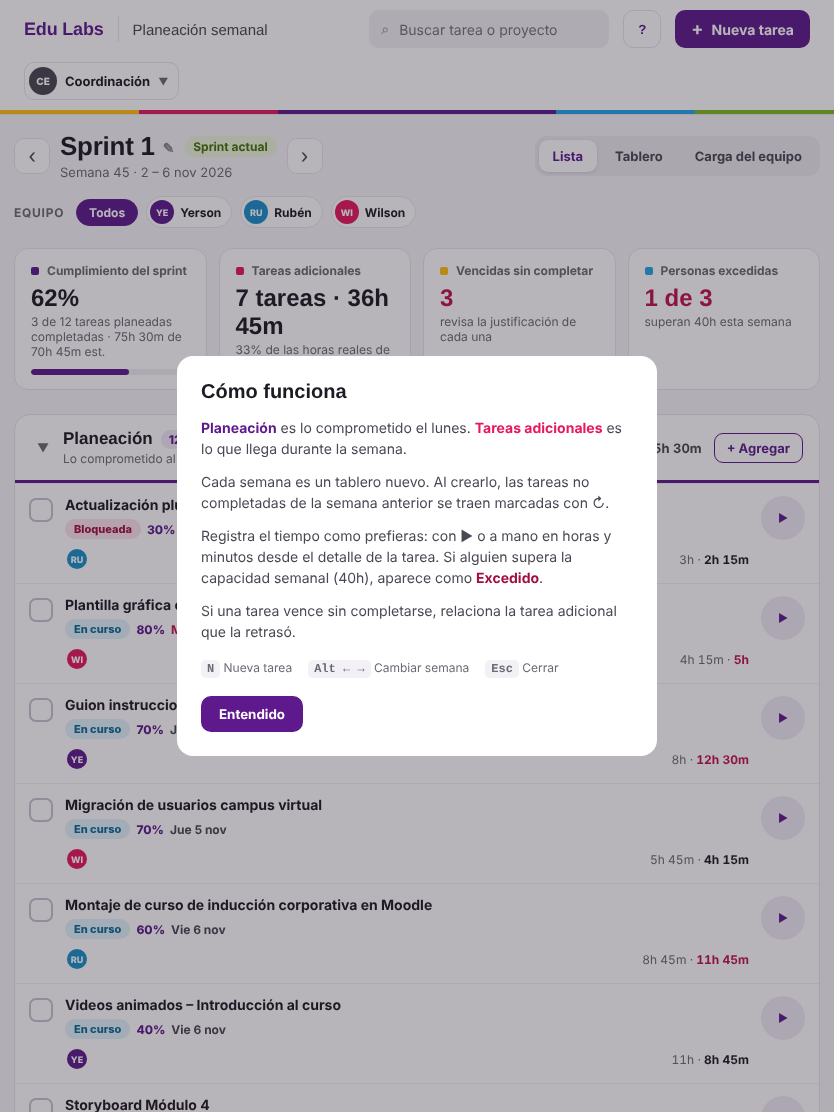 Edu Labs
Planeación semanal
Buscar tarea o proyecto
?
+ Nueva tarea
CE Coordinación ▼
Sprint 1 ✎
Sprint actual
Semana 45 · 2 – 6 nov 2026
Lista
Tablero
Carga del equipo
EQUIPO
Todos
YE Yerson
RU Rubén
WI Wilson
Cumplimiento del sprint
62%
3 de 12 tareas planeadas
completadas · 75h 30m de
70h 45m est.
Tareas adicionales
7 tareas · 36h
45m
33% de las horas reales de
Vencidas sin completar
3
revisa la justificación de
cada una
Personas excedidas
1 de 3
superan 40h esta semana
Cómo funciona
Planeación es lo comprometido el lunes. Tareas adicionales es
lo que llega durante la semana.
Cada semana es un tablero nuevo. Al crearlo, las tareas no
completadas de la semana anterior se traen marcadas con ↻.
Registra el tiempo como prefieras: con ▶ o a mano en horas y
minutos desde el detalle de la tarea. Si alguien supera la
capacidad semanal (40h), aparece como Excedido.
Si una tarea vence sin completarse, relaciona la tarea adicional
que la retrasó.
N Nueva tarea
Alt ← → Cambiar semana
Esc Cerrar
Entendido
▼ Planeación
Lo comprometido al
30m
+ Agregar
Actualización
Bloqueada 30%
RU
3h · 2h 15m
Plantilla gráfica
En curso 80%
WI
4h 15m · 5h
Guion
En curso 70%
YE
8h · 12h 30m
Migración de usuarios campus virtual
En curso 70% Jue 5 nov
WI
5h 45m · 4h 15m
Montaje de curso de inducción corporativa en Moodle
En curso 60% Vie 6 nov
RU
8h 45m · 11h 45m
Videos animados – Introducción al curso
En curso 40% Vie 6 nov
YE
11h · 8h 45m
Storyboard Módulo 4